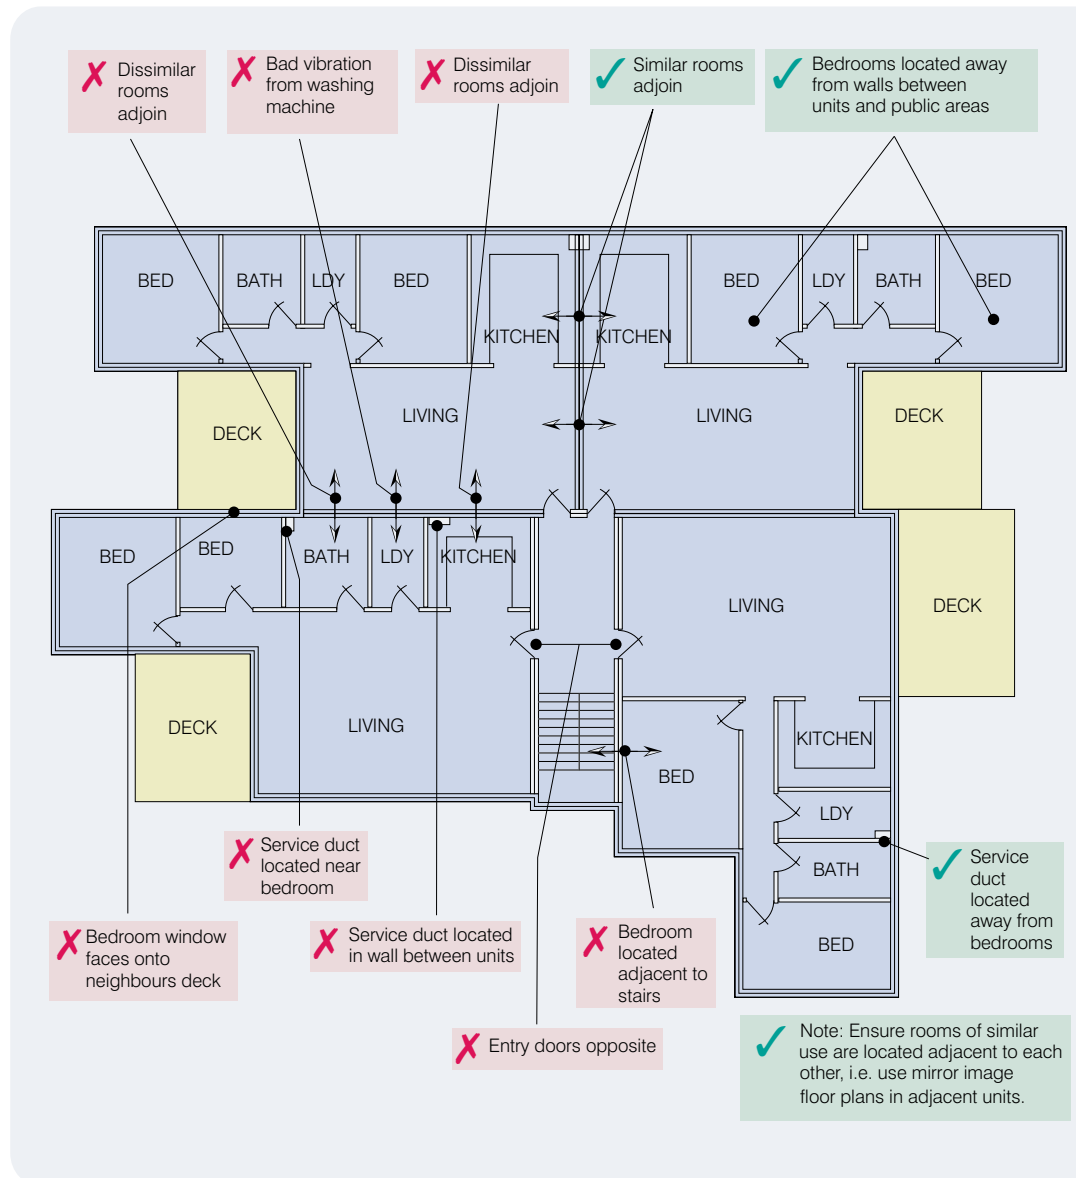 Dissimilar
rooms
adjoin
Bad vibration
from washing
machine
Dissimilar
rooms adjoin
Similar rooms
adjoin
Bedrooms located away
from walls between
units and public areas
BED
BATH
LDY
BED
KITCHEN
KITCHEN
BED
LDY
BATH
BED
DECK
LIVING
LIVING
DECK
BED
BED
BATH
LDY
KITCHEN
LIVING
DECK
DECK
LIVING
BED
KITCHEN
LDY
BATH
BED
Service duct
located near
bedroom
Service
duct
located
away from
bedrooms
Bedroom window
faces onto
neighbours deck
Service duct located
in wall between units
Bedroom
located
adjacent to
stairs
Entry doors opposite
Note: Ensure rooms of similar
use are located adjacent to each
other, i.e. use mirror image
floor plans in adjacent units.